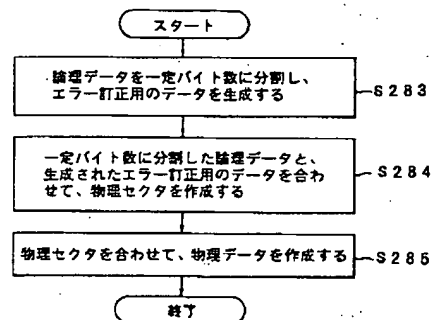 スタート
論理データを一定バイト数に分割し、
エラー訂正用のデータを生成する
S283
一定バイト数に分割した論理データと、
生成されたエラー訂正用のデータを合わ
せて、物理セクタを作成する
S284
物理セクタを合わせて、物理データを作成する
S285
終了